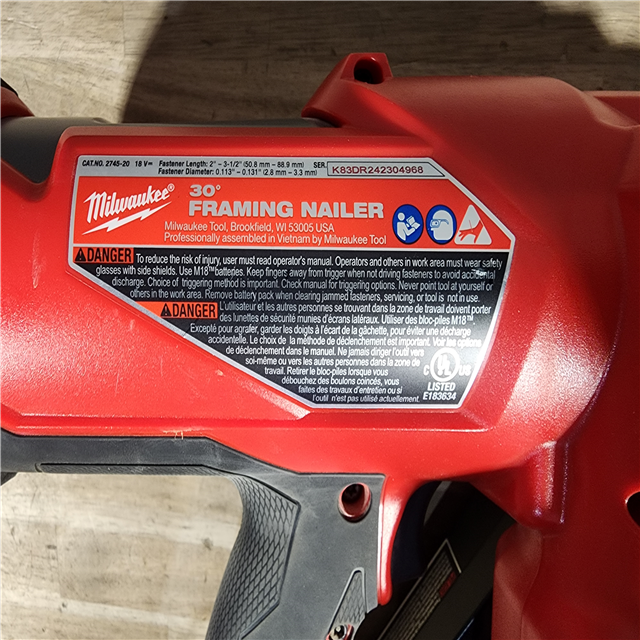 CAT.NO. 2745-20 18 V⎓ Fastener Length: 2" - 3-1/2" (50.8 mm - 88.9 mm) SER. K83DR242304968
Fastener Diameter: 0.113" - 0.131" (2.8 mm - 3.3 mm)
Milwaukee®
30°
FRAMING NAILER
Milwaukee Tool, Brookfield, WI 53005 USA
Professionally assembled in Vietnam by Milwaukee Tool
DANGER To reduce the risk of injury, user must read operator's manual. Operators and others in work area must wear safety
glasses with side shields. Use M18™ batteries. Keep fingers away from trigger when not driving fasteners to avoid accidental
discharge. Choice of triggering method is important. Check manual for triggering options. Never point tool at yourself or
others in the work area. Remove battery pack when clearing jammed fasteners, servicing, or tool is not in use.
DANGER L'utilisateur et les autres personnes se trouvant dans la zone de travail doivent porter
des lunettes de sécurité munies d'écrans latéraux. Utiliser des bloc-piles M18™.
Excepté pour agrafer, garder les doigts à l'écart de la gâchette, pour éviter une décharge
accidentelle. Le choix de la méthode de déclenchement est important. Voir les options
de déclenchement dans le manuel. Ne jamais diriger l'outil vers
soi-même ou vers les autres personnes dans la zone de
travail. Retirer le bloc-piles lorsque vous
débouchez des boulons coincés, vous
faites des travaux d'entretien ou si
l'outil n'est pas utilisé actuellement.
C UL US
LISTED
E183634